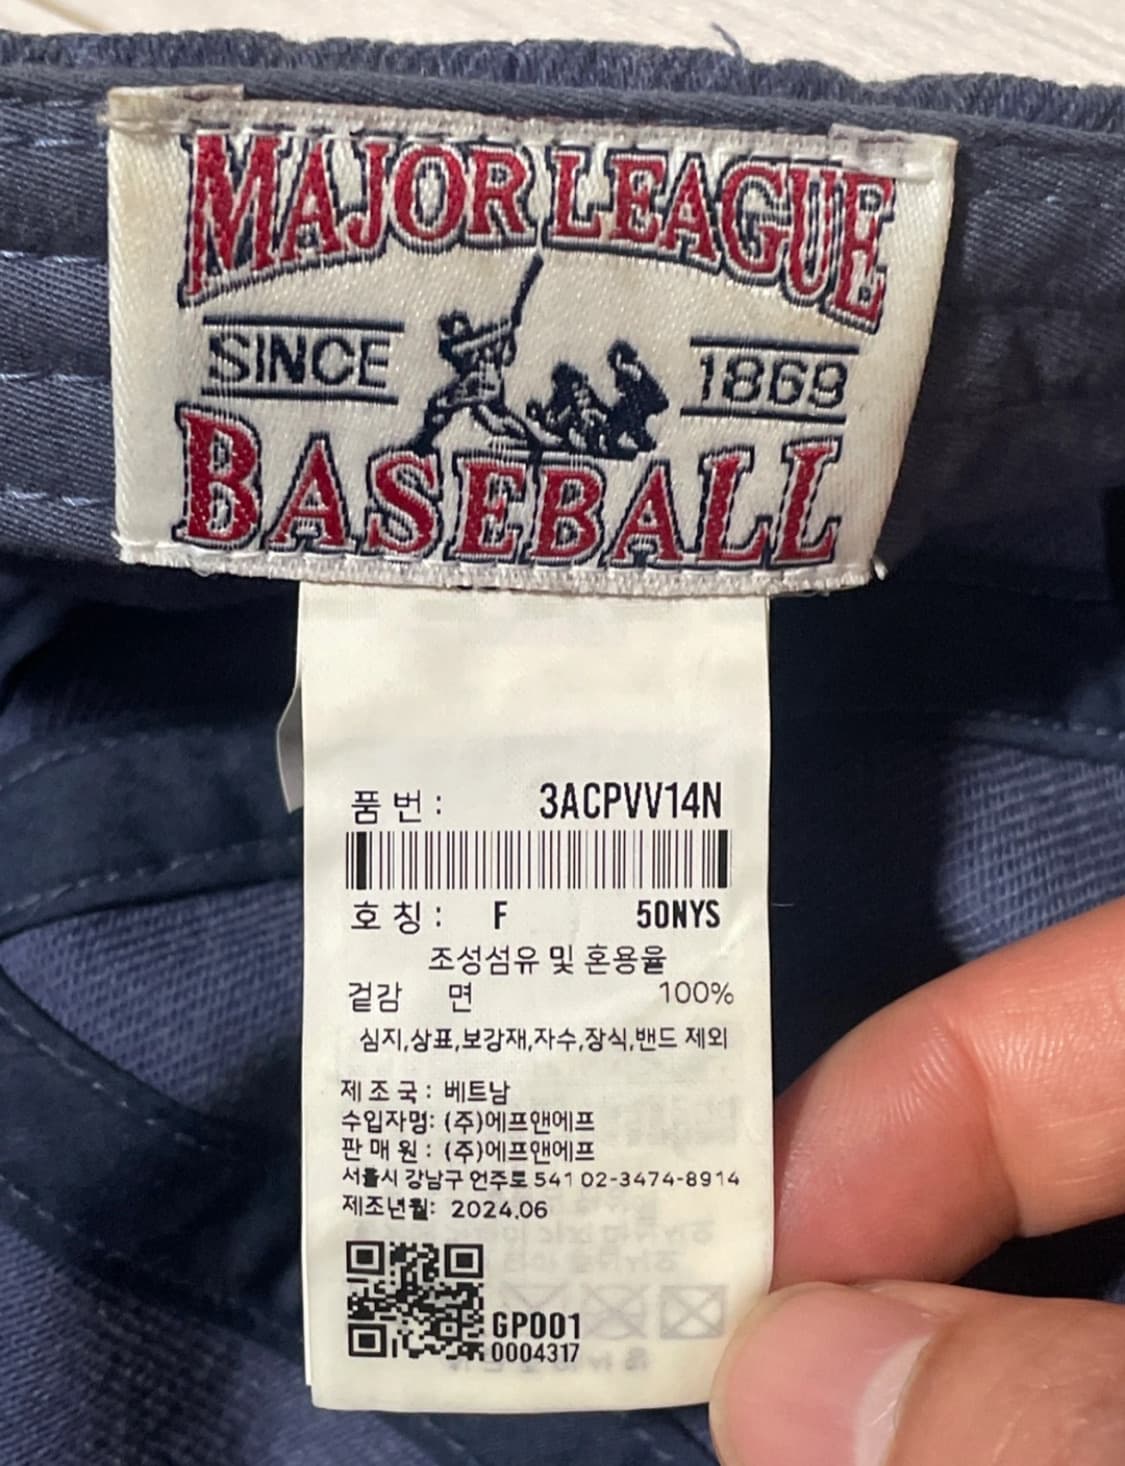 MAJOR LEAGUE
SINCE 1869
BASEBALL
품 번 : 3ACPVV14N
호 칭 : F 50NYS
조성섬유 및 혼용율
겉감 면 100%
심지,상표,보강재,자수,장식,밴드 제외
제 조 국 : 베트남
수입자명: (주)에프앤에프
판 매 원 : (주)에프앤에프
서울시 강남구 언주로 541 02-3474-8914
제조년월: 2024.06
GP001
0004317